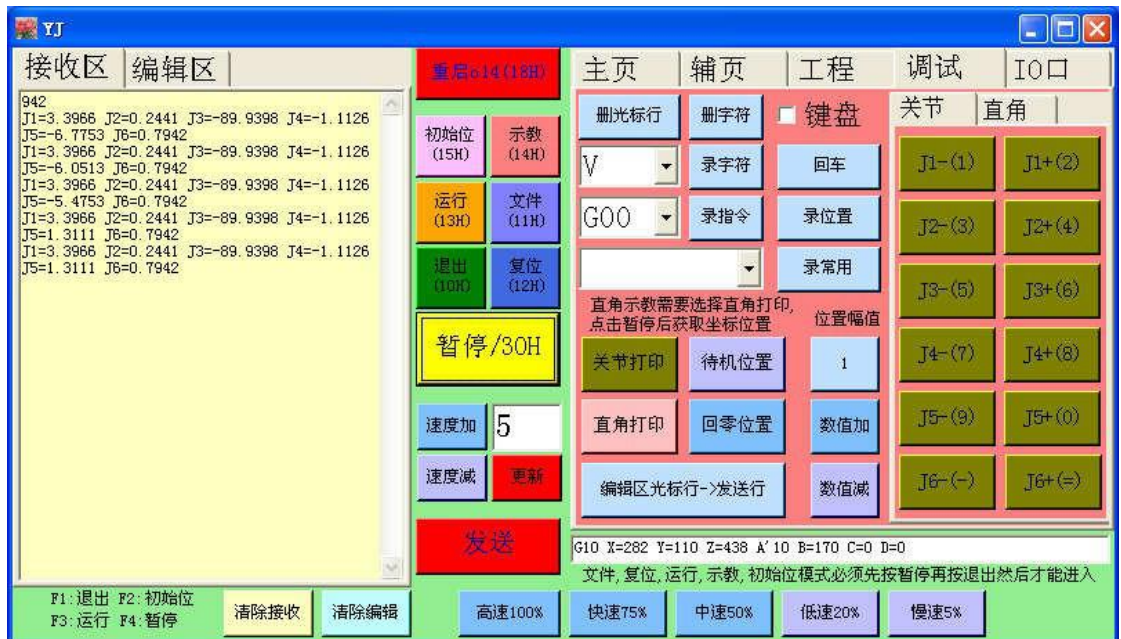 YJ
接收区 编辑区
942
J1=3.3966 J2=0.2441 J3=-89.9398 J4=-1.1126
J5=-6.7753 J6=0.7942
J1=3.3966 J2=0.2441 J3=-89.9398 J4=-1.1126
J5=-6.0513 J6=0.7942
J1=3.3966 J2=0.2441 J3=-89.9398 J4=-1.1126
J5=-5.4753 J6=0.7942
J1=3.3966 J2=0.2441 J3=-89.9398 J4=-1.1126
J5=1.3111 J6=0.7942
J1=3.3966 J2=0.2441 J3=-89.9398 J4=-1.1126
J5=1.3111 J6=0.7942
重启o14(18H)
初始位
(15H)
示教
(14H)
运行
(13H)
文件
(11H)
退出
(10H)
复位
(12H)
暂停/30H
速度加 5
速度减 更新
发送
主页 辅页 工程 调试 IO口
删光标行 删字符 键盘
V 录字符 回车
G00 录指令 录位置
录常用
直角示教需要选择直角打印,
点击暂停后获取坐标位置
位置幅值
关节打印 待机位置 1
直角打印 回零位置 数值加
编辑区光标行->发送行 数值减
关节 直角
J1-(1) J1+(2)
J2-(3) J2+(4)
J3-(5) J3+(6)
J4-(7) J4+(8)
J5-(9) J5+(0)
J6-(-) J6+(=)
G10 X=282 Y=110 Z=438 A'10 B=170 C=0 D=0
文件,复位,运行,示教,初始位模式必须先按暂停再按退出然后才能进入
F1:退出 F2:初始位
F3:运行 F4:暂停
清除接收 清除编辑 高速100% 快速75% 中速50% 低速20% 慢速5%